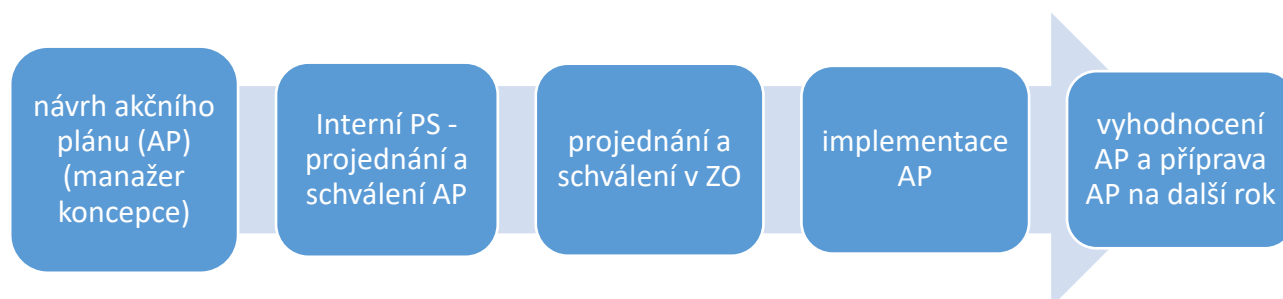 návrh akčního
plánu (AP)
(manažer
koncepce)
Interní PS -
projednání a
schválení AP
projednání a
schválení v ZO
implementace
AP
vyhodnocení
AP a příprava
AP na další rok